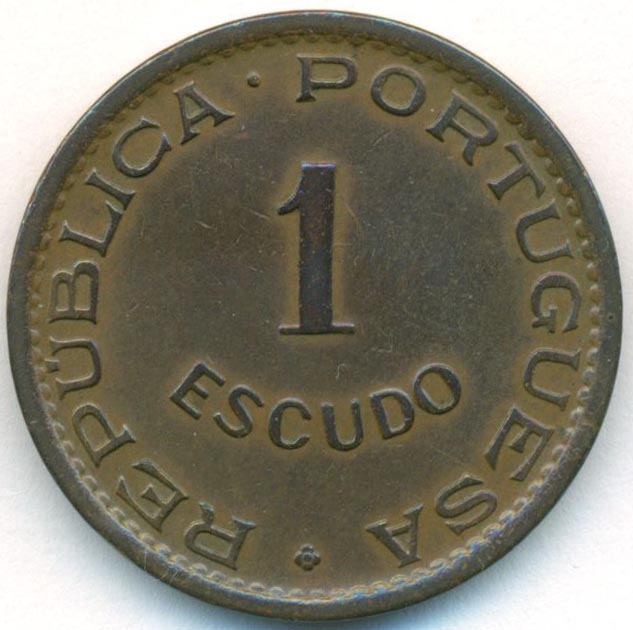 REPÚBLICA · PORTUGUESA
1
ESCUDO